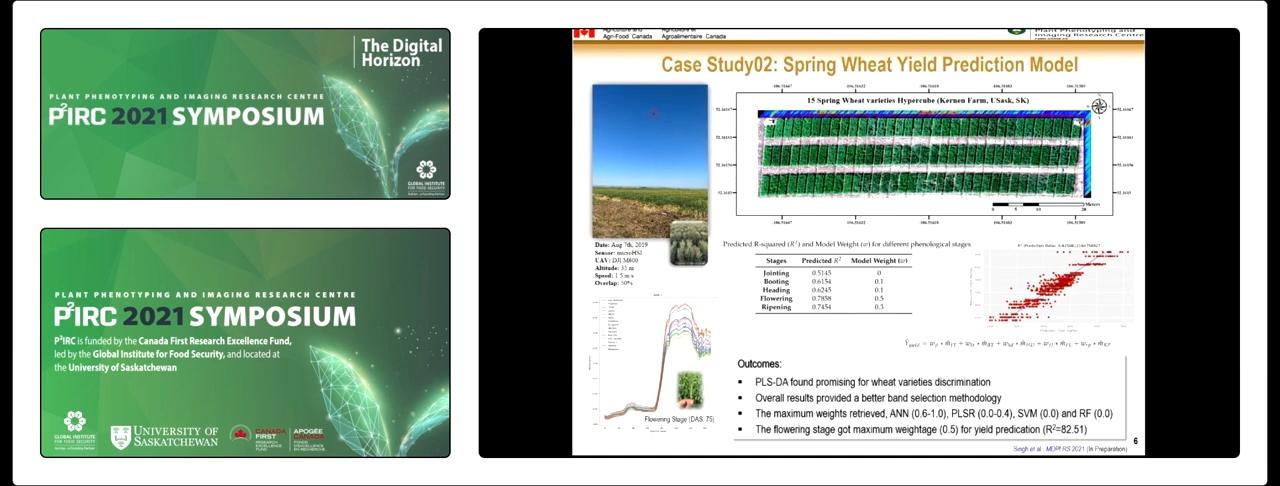 The Digital
Horizon
PLANT PHENOTYPING AND IMAGING RESEARCH CENTRE
P²IRC 2021 SYMPOSIUM
GLOBAL INSTITUTE
FOR FOOD SECURITY
PLANT PHENOTYPING AND IMAGING RESEARCH CENTRE
P²IRC 2021 SYMPOSIUM
P²IRC is funded by the Canada First Research Excellence Fund,
led by the Global Institute for Food Security, and located at
the University of Saskatchewan
GLOBAL INSTITUTE
FOR FOOD SECURITY
UNIVERSITY OF
SASKATCHEWAN
CANADA
FIRST
RESEARCH
EXCELLENCE
FUND
APOGÉE
CANADA
FONDS
D'EXCELLENCE
EN RECHERCHE
Agriculture and
Agri-Food Canada
Agriculture et
Agroalimentaire Canada
Plant Phenotyping and
Imaging Research Centre
Case Study02: Spring Wheat Yield Prediction Model
15 Spring Wheat varieties Hypercube (Kernen Farm, USask, SK)
Meters
0 5 10 20
Date: Aug 7th, 2019
Sensor: microHSI
UAV: DJI M600
Altitude: 35 m
Speed: 1.5 m/s
Overlap: 50%
Predicted R-squared (R²) and Model Weight (w) for different phenological stages
Stages Predicted R² Model Weight (w)
Jointing 0.5145 0
Booting 0.6154 0.1
Heading 0.6245 0.1
Flowering 0.7858 0.5
Ripening 0.7454 0.3
Flowering Stage (DAS: 75)
Outcomes:
▪ PLS-DA found promising for wheat varieties discrimination
▪ Overall results provided a better band selection methodology
▪ The maximum weights retrieved, ANN (0.6-1.0), PLSR (0.0-0.4), SVM (0.0) and RF (0.0)
▪ The flowering stage got maximum weightage (0.5) for yield predication (R²=82.51)
6
Singh et al., MDPI RS 2021 (In Preparation)